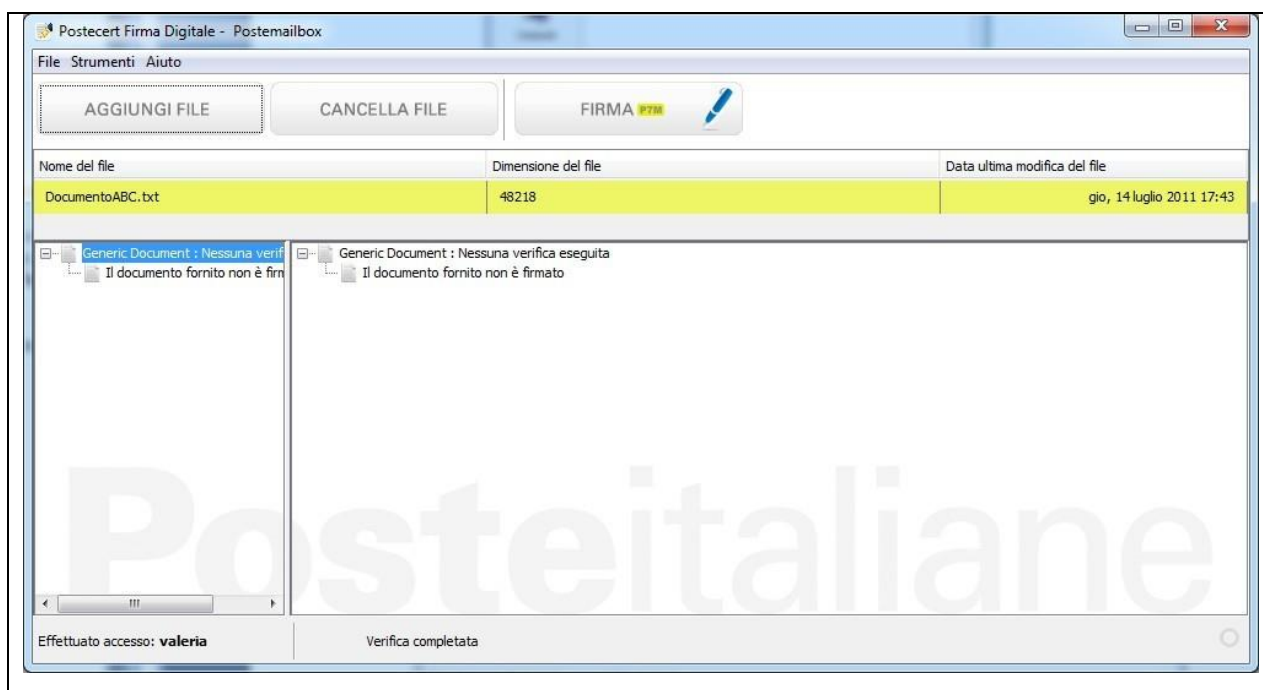 Postecert Firma Digitale - Postemailbox
File Strumenti Aiuto
AGGIUNGI FILE CANCELLA FILE FIRMA P7M
Nome del file Dimensione del file Data ultima modifica del file
DocumentoABC.txt 48218 gio, 14 luglio 2011 17:43
Generic Document : Nessuna verif Generic Document : Nessuna verifica eseguita
Il documento fornito non è firm Il documento fornito non è firmato
Posteitaliane
Effettuato accesso: valeria Verifica completata